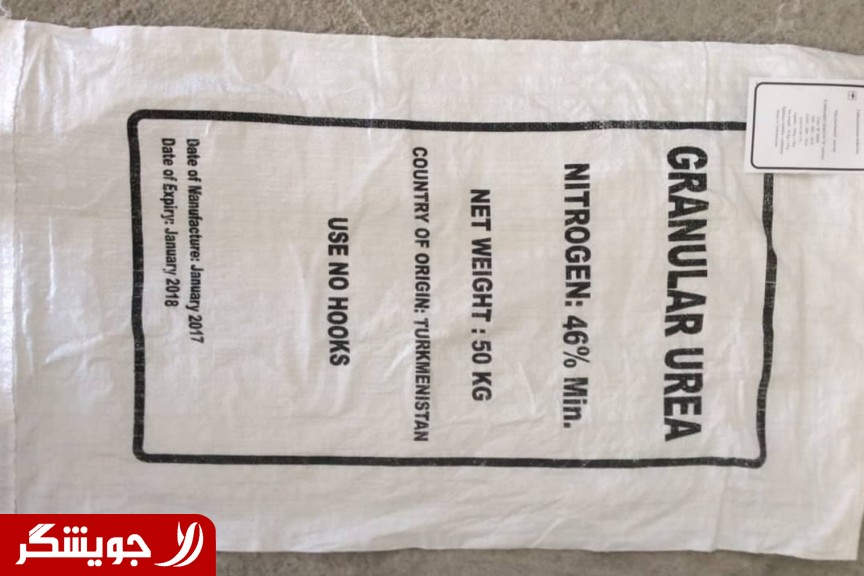 GRANULAR UREA
NITROGEN: 46% Min.
NET WEIGHT : 50 KG
COUNTRY OF ORIGIN: TURKMENISTAN
USE NO HOOKS
Date of Manufacture: January 2017
Date of Expiry: January 2018
جویشگر